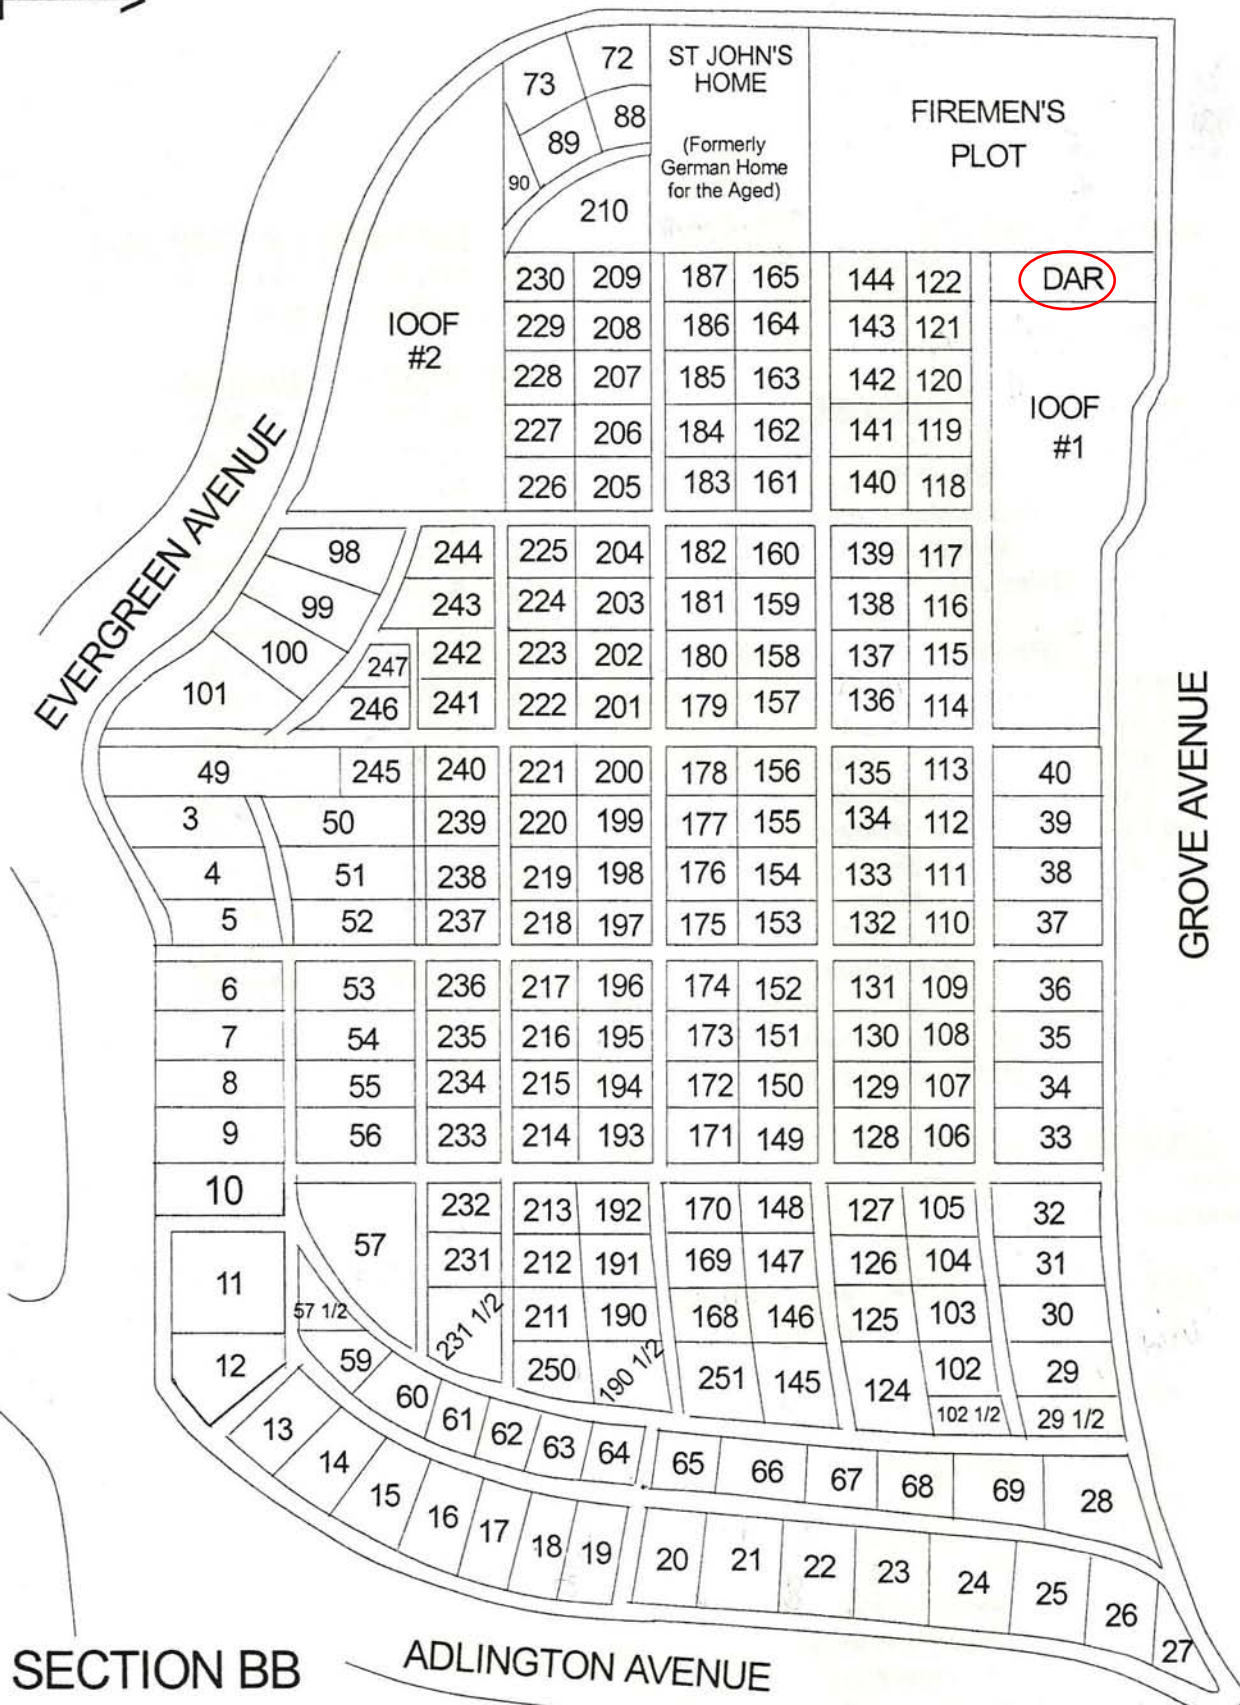 72 ST JOHN'S
73 HOME
FIREMEN'S
88
PLOT
89 (Formerly
German Home
90 for the Aged)
210
230 209 187 165 144 122 DAR
IOOF 229 208 186 164 143 121
#2
228 207 185 163 142 120
IOOF
227 206 184 162 141 119
#1
226 205 183 161 140 118
EVERGREEN AVENUE
98 244 225 204 182 160 139 117
99 243 224 203 181 159 138 116
100 247 242 223 202 180 158 137 115
101 246 241 222 201 179 157 136 114
GROVE AVENUE
49 245 240 221 200 178 156 135 113 40
3 50 239 220 199 177 155 134 112 39
4 51 238 219 198 176 154 133 111 38
5 52 237 218 197 175 153 132 110 37
6 53 236 217 196 174 152 131 109 36
7 54 235 216 195 173 151 130 108 35
8 55 234 215 194 172 150 129 107 34
9 56 233 214 193 171 149 128 106 33
10 232 213 192 170 148 127 105 32
57 231 212 191 169 147 126 104 31
11
57 1/2 231 1/2 211 190 168 146 125 103 30
12 59 250 190 1/2 251 145 124 102 29
60 102 1/2 29 1/2
13 61 62 63 64 65 66 67 68 69 28
14 15 16 17 18 19 20 21 22 23 24 25 26
27
SECTION BB ADLINGTON AVENUE